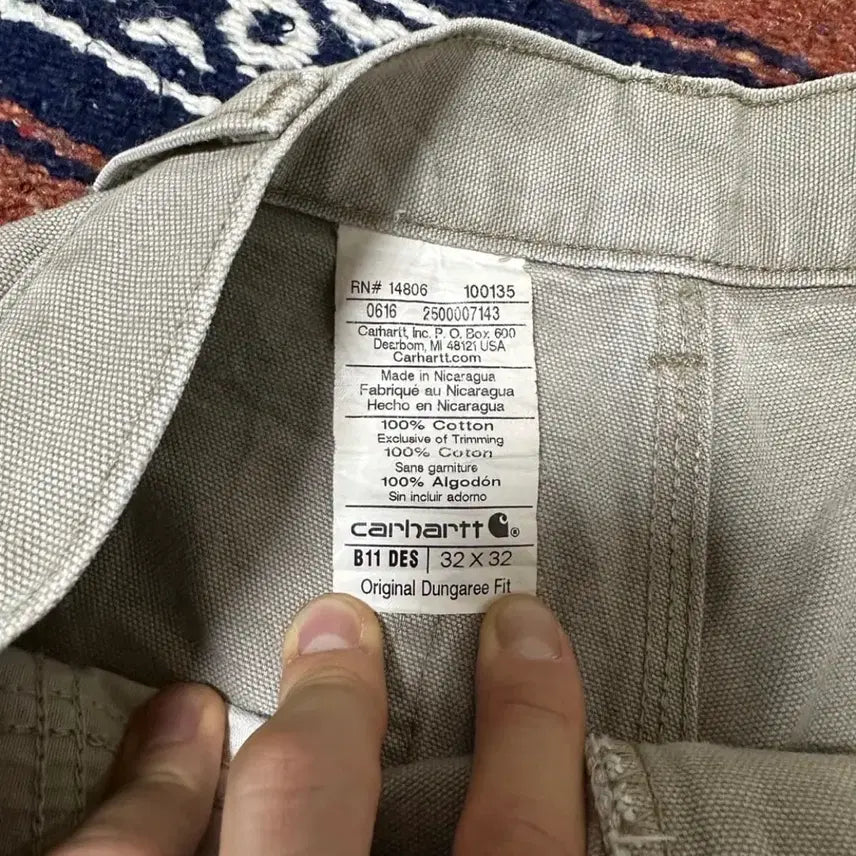 RN# 14806 100135
0616 2500007143
Carhartt, Inc. P. O. Box 600
Dearborn, MI 48121 USA
Carhartt.com
Made in Nicaragua
Fabriqué au Nicaragua
Hecho en Nicaragua
100% Cotton
Exclusive of Trimming
100% Coton
Sans garniture
100% Algodón
Sin incluir adorno
carhartt ®
B11 DES 32 X 32
Original Dungaree Fit